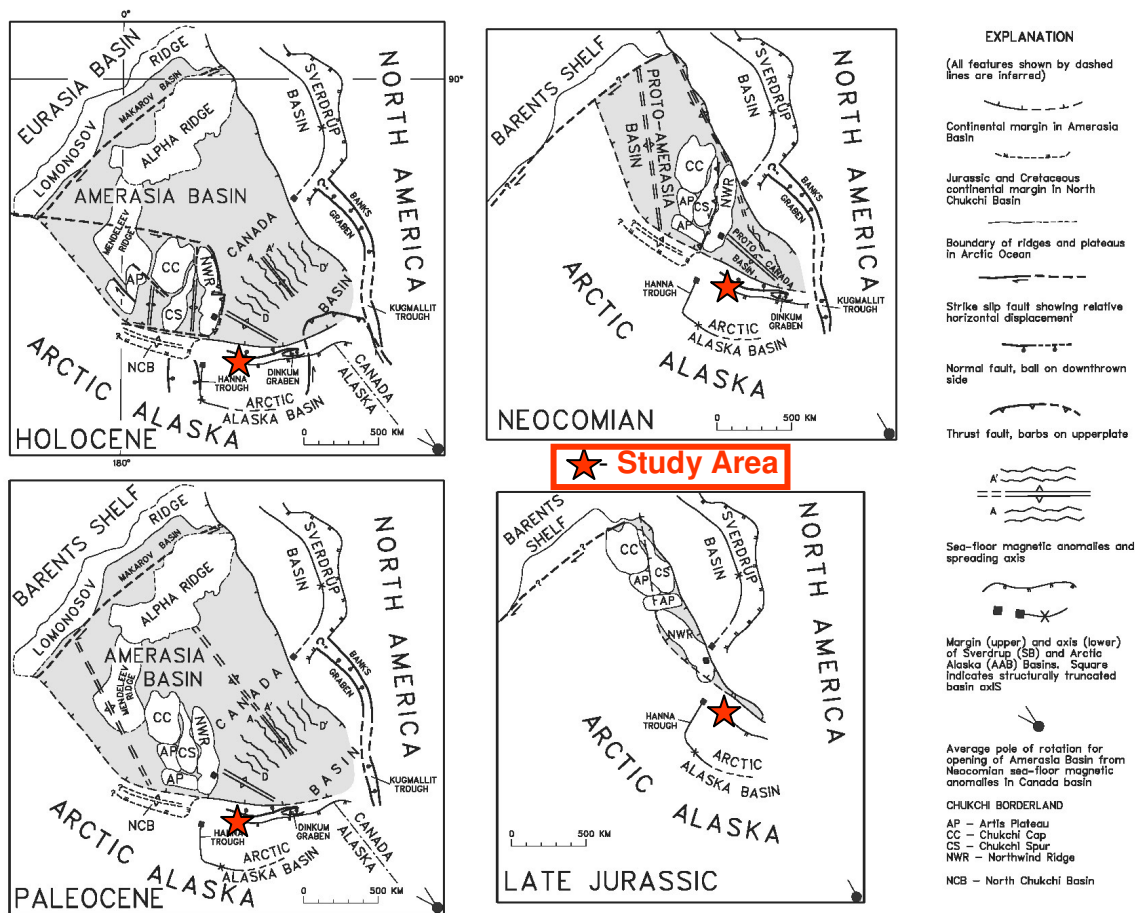 0°
EURASIA BASIN
LOMONOSOV RIDGE
MAKAROV BASIN
ALPHA RIDGE
SVERDRUP
BASIN
NORTH AMERICA
90°
AMERASIA BASIN
MENDELEEV
RIDGE
CC
AP
CS
NWR
CANADA
BASIN
A
A'
D'
D
?
BANKS
GRABEN
KUGMALLIT
TROUGH
NCB
HANNA
TROUGH
DINKUM
GRABEN
ARCTIC
ALASKA BASIN
CANADA
ALASKA
ARCTIC ALASKA
HOLOCENE
0 500 KM
180°
BARENTS SHELF
PROTO-AMERASIA
BASIN
SVERDRUP
BASIN
NORTH AMERICA
CC
AP
CS
AP
NWR
PROTO-CANADA
BASIN
?
BANKS
GRABEN
KUGMALLIT
TROUGH
HANNA
TROUGH
DINKUM
GRABEN
ARCTIC
ALASKA BASIN
ARCTIC ALASKA
NEOCOMIAN
0 500 KM
- Study Area
BARENTS SHELF
LOMONOSOV RIDGE
MAKAROV BASIN
ALPHA RIDGE
SVERDRUP
BASIN
NORTH AMERICA
AMERASIA
BASIN
MENDELEEV
RIDGE
CC
AP
CS
AP
NWR
CANADA
BASIN
A
A'
D'
D
?
BANKS
GRABEN
KUGMALLIT
TROUGH
NCB
HANNA
TROUGH
DINKUM
GRABEN
ARCTIC
ALASKA BASIN
CANADA
ALASKA
ARCTIC ALASKA
PALEOCENE
0 500 KM
BARENTS
SHELF
CC
AP
CS
AP
NWR
SVERDRUP
BASIN
NORTH AMERICA
HANNA
TROUGH
ARCTIC
ALASKA BASIN
ARCTIC ALASKA
0 500 KM
LATE JURASSIC
EXPLANATION
(All features shown by dashed
lines are inferred)
Continental margin in Amerasia
Basin
Jurassic and Cretaceous
continental margin in North
Chukchi Basin
Boundary of ridges and plateaus
in Arctic Ocean
Strike slip fault showing relative
horizontal displacement
Normal fault, ball on downthrown
side
Thrust fault, barbs on upperplate
A'
A
Sea-floor magnetic anomalies and
spreading axis
Margin (upper) and axis (lower)
of Sverdrup (SB) and Arctic
Alaska (AAB) Basins. Square
indicates structurally truncated
basin axIS
Average pole of rotation for
opening of Amerasia Basin from
Neocomian sea-floor magnetic
anomalies in Canada basin
CHUKCHI BORDERLAND
AP - Artis Plateau
CC - Chukchi Cap
CS - Chukchi Spur
NWR - Northwind Ridge
NCB - North Chukchi Basin